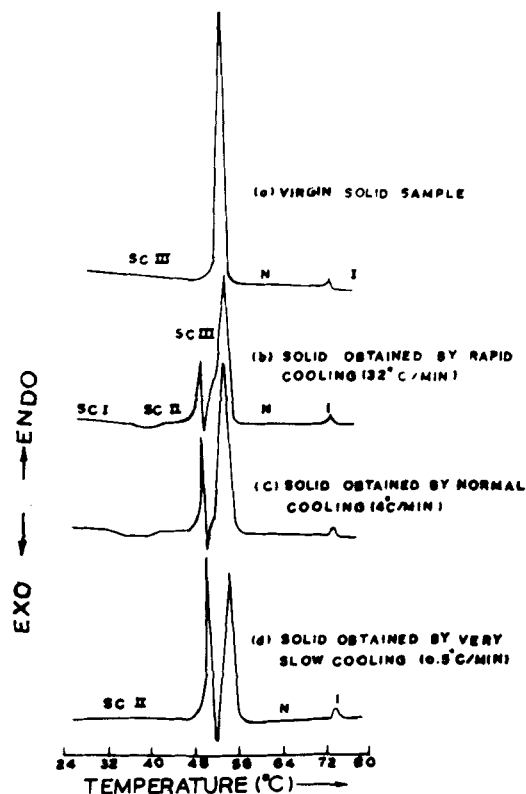 (a) VIRGIN SOLID SAMPLE
SC III
N
I
SC III
(b) SOLID OBTAINED BY RAPID
COOLING (32°C/MIN)
SC I
SC II
N
I
(C) SOLID OBTAINED BY NORMAL
COOLING (4°C/MIN)
(d) SOLID OBTAINED BY VERY
SLOW COOLING (0.5°C/MIN)
SC II
N
I
EXO ← → ENDO
24 32 40 48 56 64 72 80
TEMPERATURE (°C) →